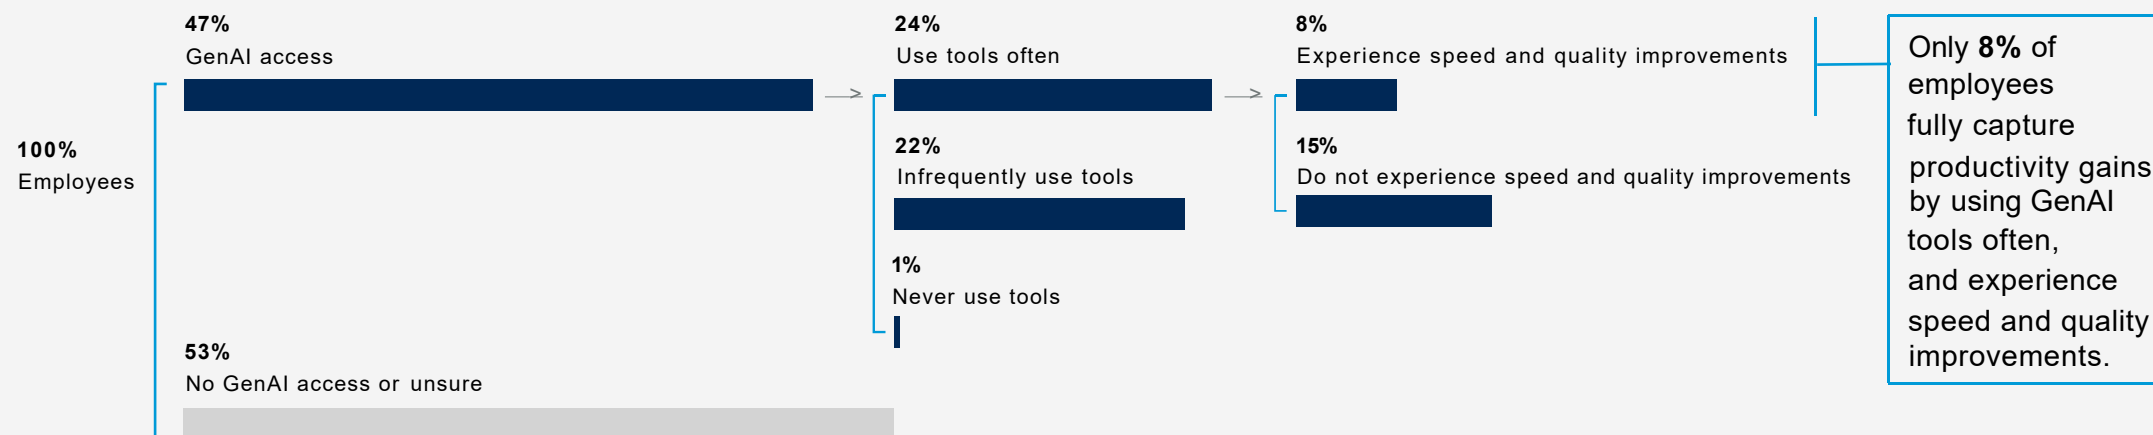 100%
Employees
47%
GenAI access
53%
No GenAI access or unsure
24%
Use tools often
22%
Infrequently use tools
1%
Never use tools
8%
Experience speed and quality improvements
15%
Do not experience speed and quality improvements
Only 8% of
employees
fully capture
productivity gains
by using GenAI
tools often,
and experience
speed and quality
improvements.